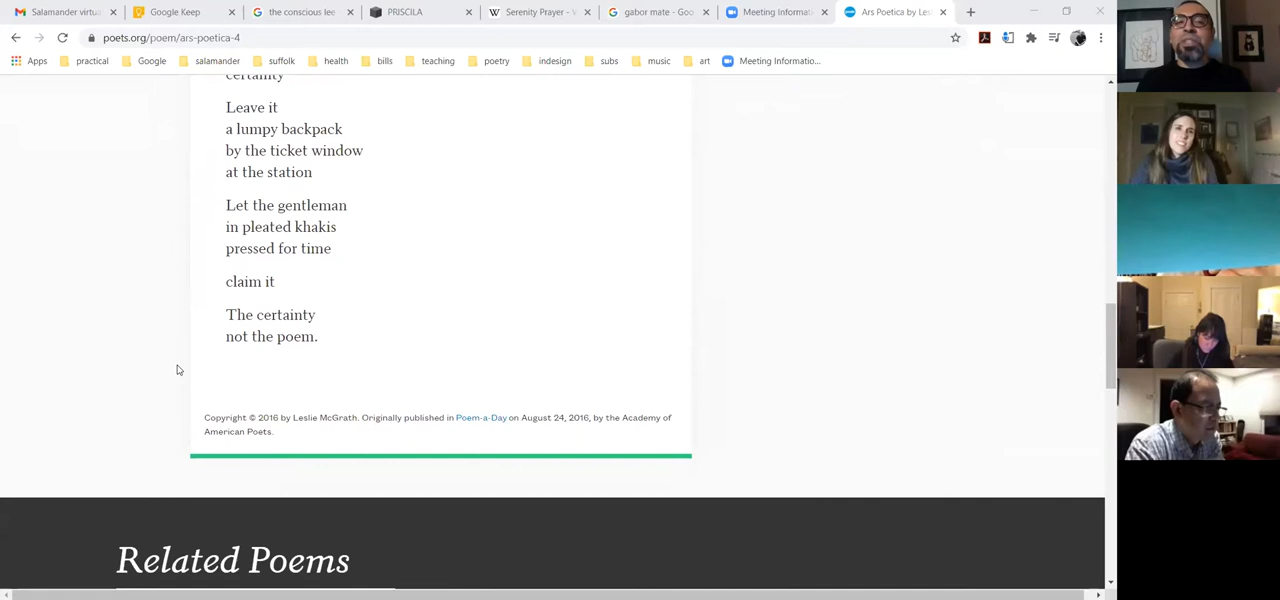 Salamander virtua
Google Keep
the conscious lee
PRISCILA
Serenity Prayer - V
gabor mate - Goo
Meeting Informati
Ars Poetica by Les
poets.org/poem/ars-poetica-4
Apps practical Google salamander suffolk health bills teaching poetry indesign subs music art Meeting Informatio...
certainty
Leave it
a lumpy backpack
by the ticket window
at the station
Let the gentleman
in pleated khakis
pressed for time
claim it
The certainty
not the poem.
Copyright © 2016 by Leslie McGrath. Originally published in Poem-a-Day on August 24, 2016, by the Academy of
American Poets.
Related Poems